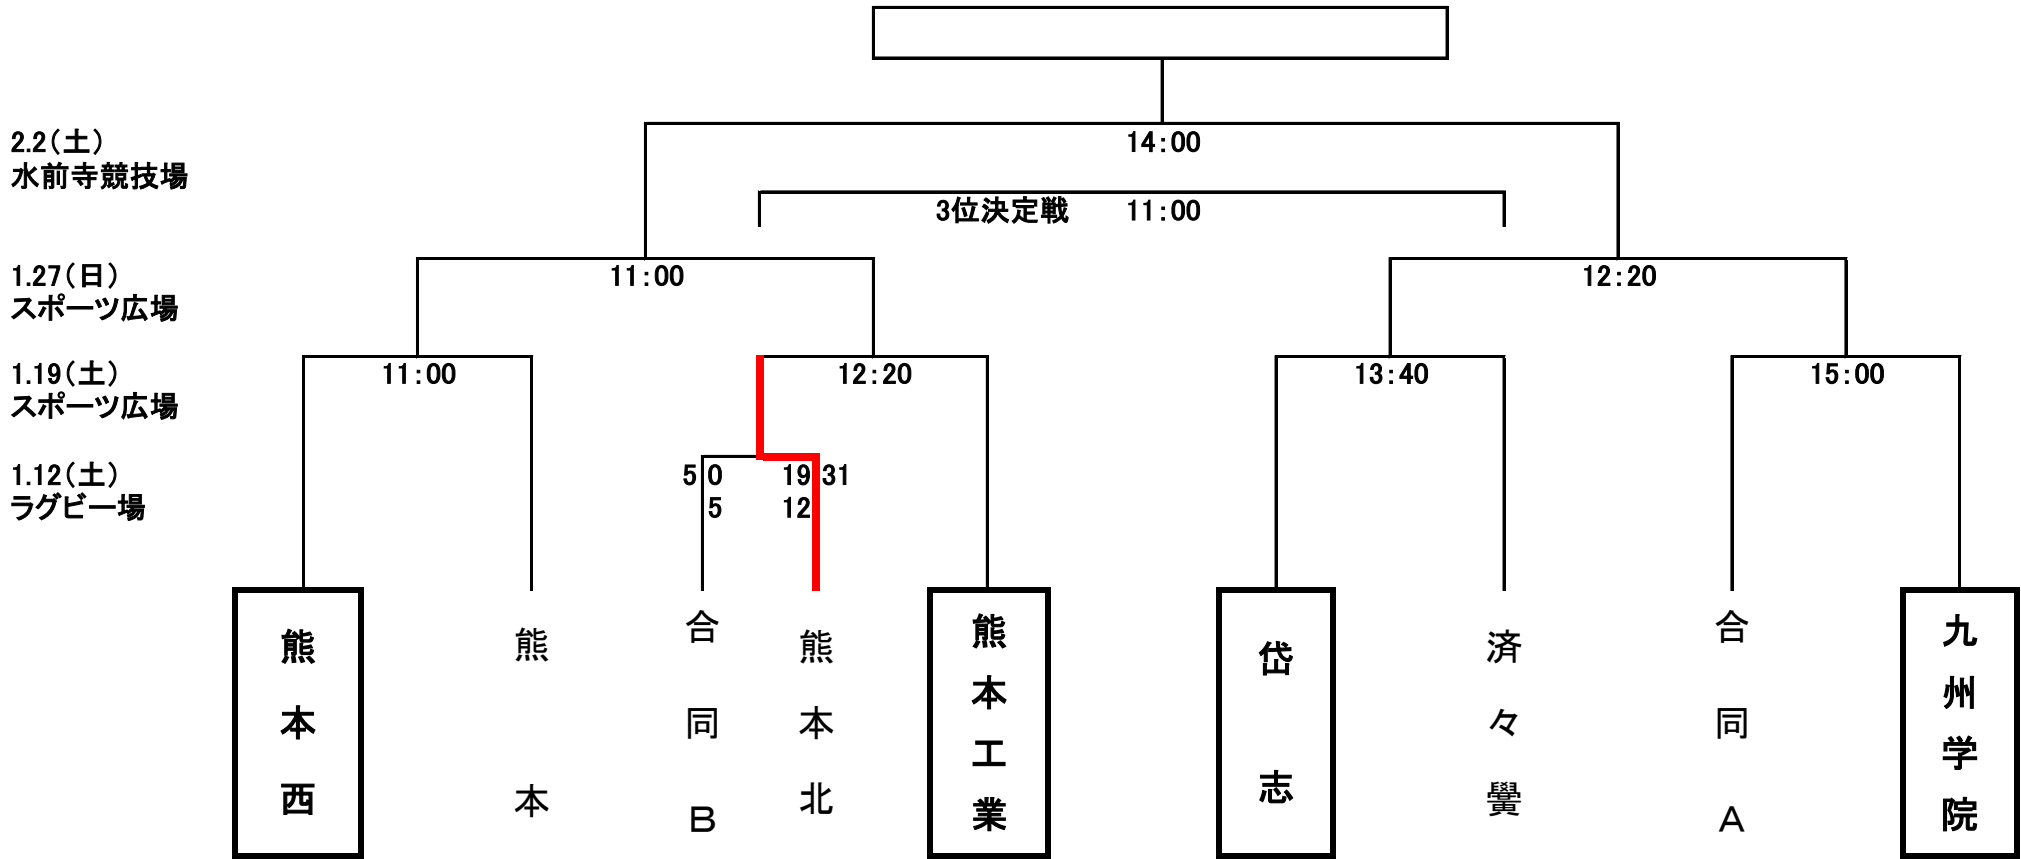 2.2(土)
14:00
水前寺競技場
3位決定戦 11:00
1.27(日)
11:00
12:20
スポーツ広場
1.19(土)
11:00
12:20
13:40
15:00
スポーツ広場
1.12(土)
5 0 19 31
ラグビー場
5 12
熊本西
熊本
合同B
熊本北
熊本工業
岱志
済々黌
合同A
九州学院